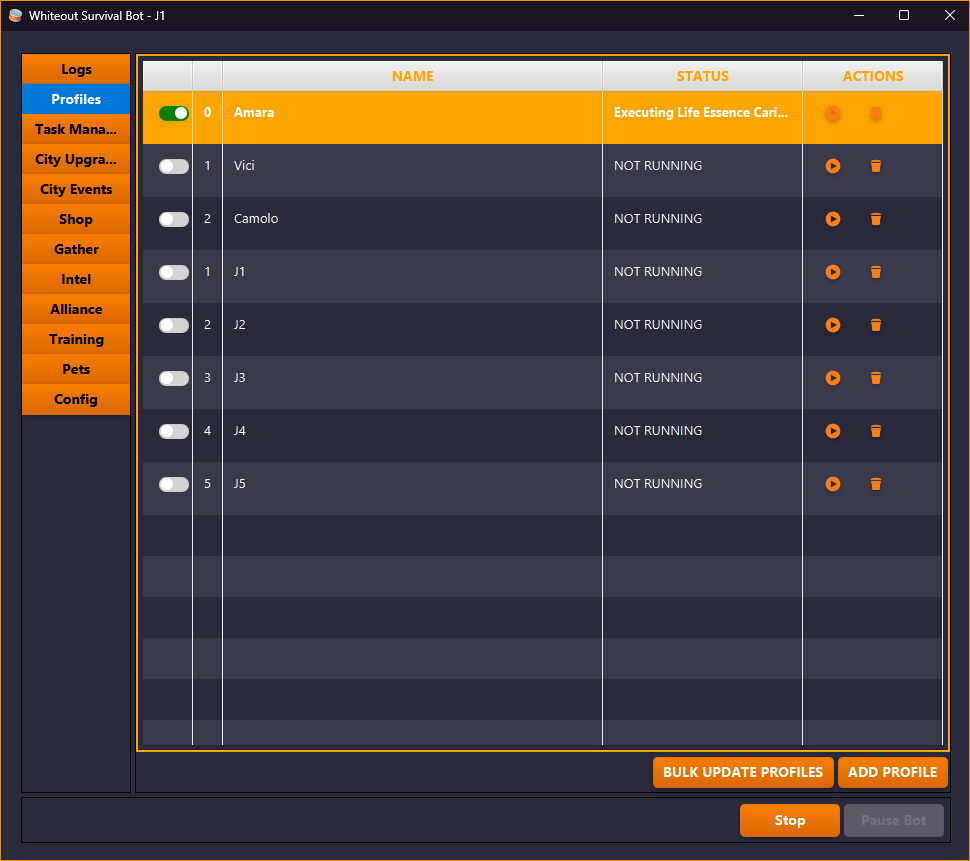 Whiteout Survival Bot - J1
Logs
Profiles
Task Mana...
City Upgra...
City Events
Shop
Gather
Intel
Alliance
Training
Pets
Config
NAME STATUS ACTIONS
0 Amara Executing Life Essence Cari...
1 Vici NOT RUNNING
2 Camolo NOT RUNNING
1 J1 NOT RUNNING
2 J2 NOT RUNNING
3 J3 NOT RUNNING
4 J4 NOT RUNNING
5 J5 NOT RUNNING
BULK UPDATE PROFILES ADD PROFILE
Stop Pause Bot